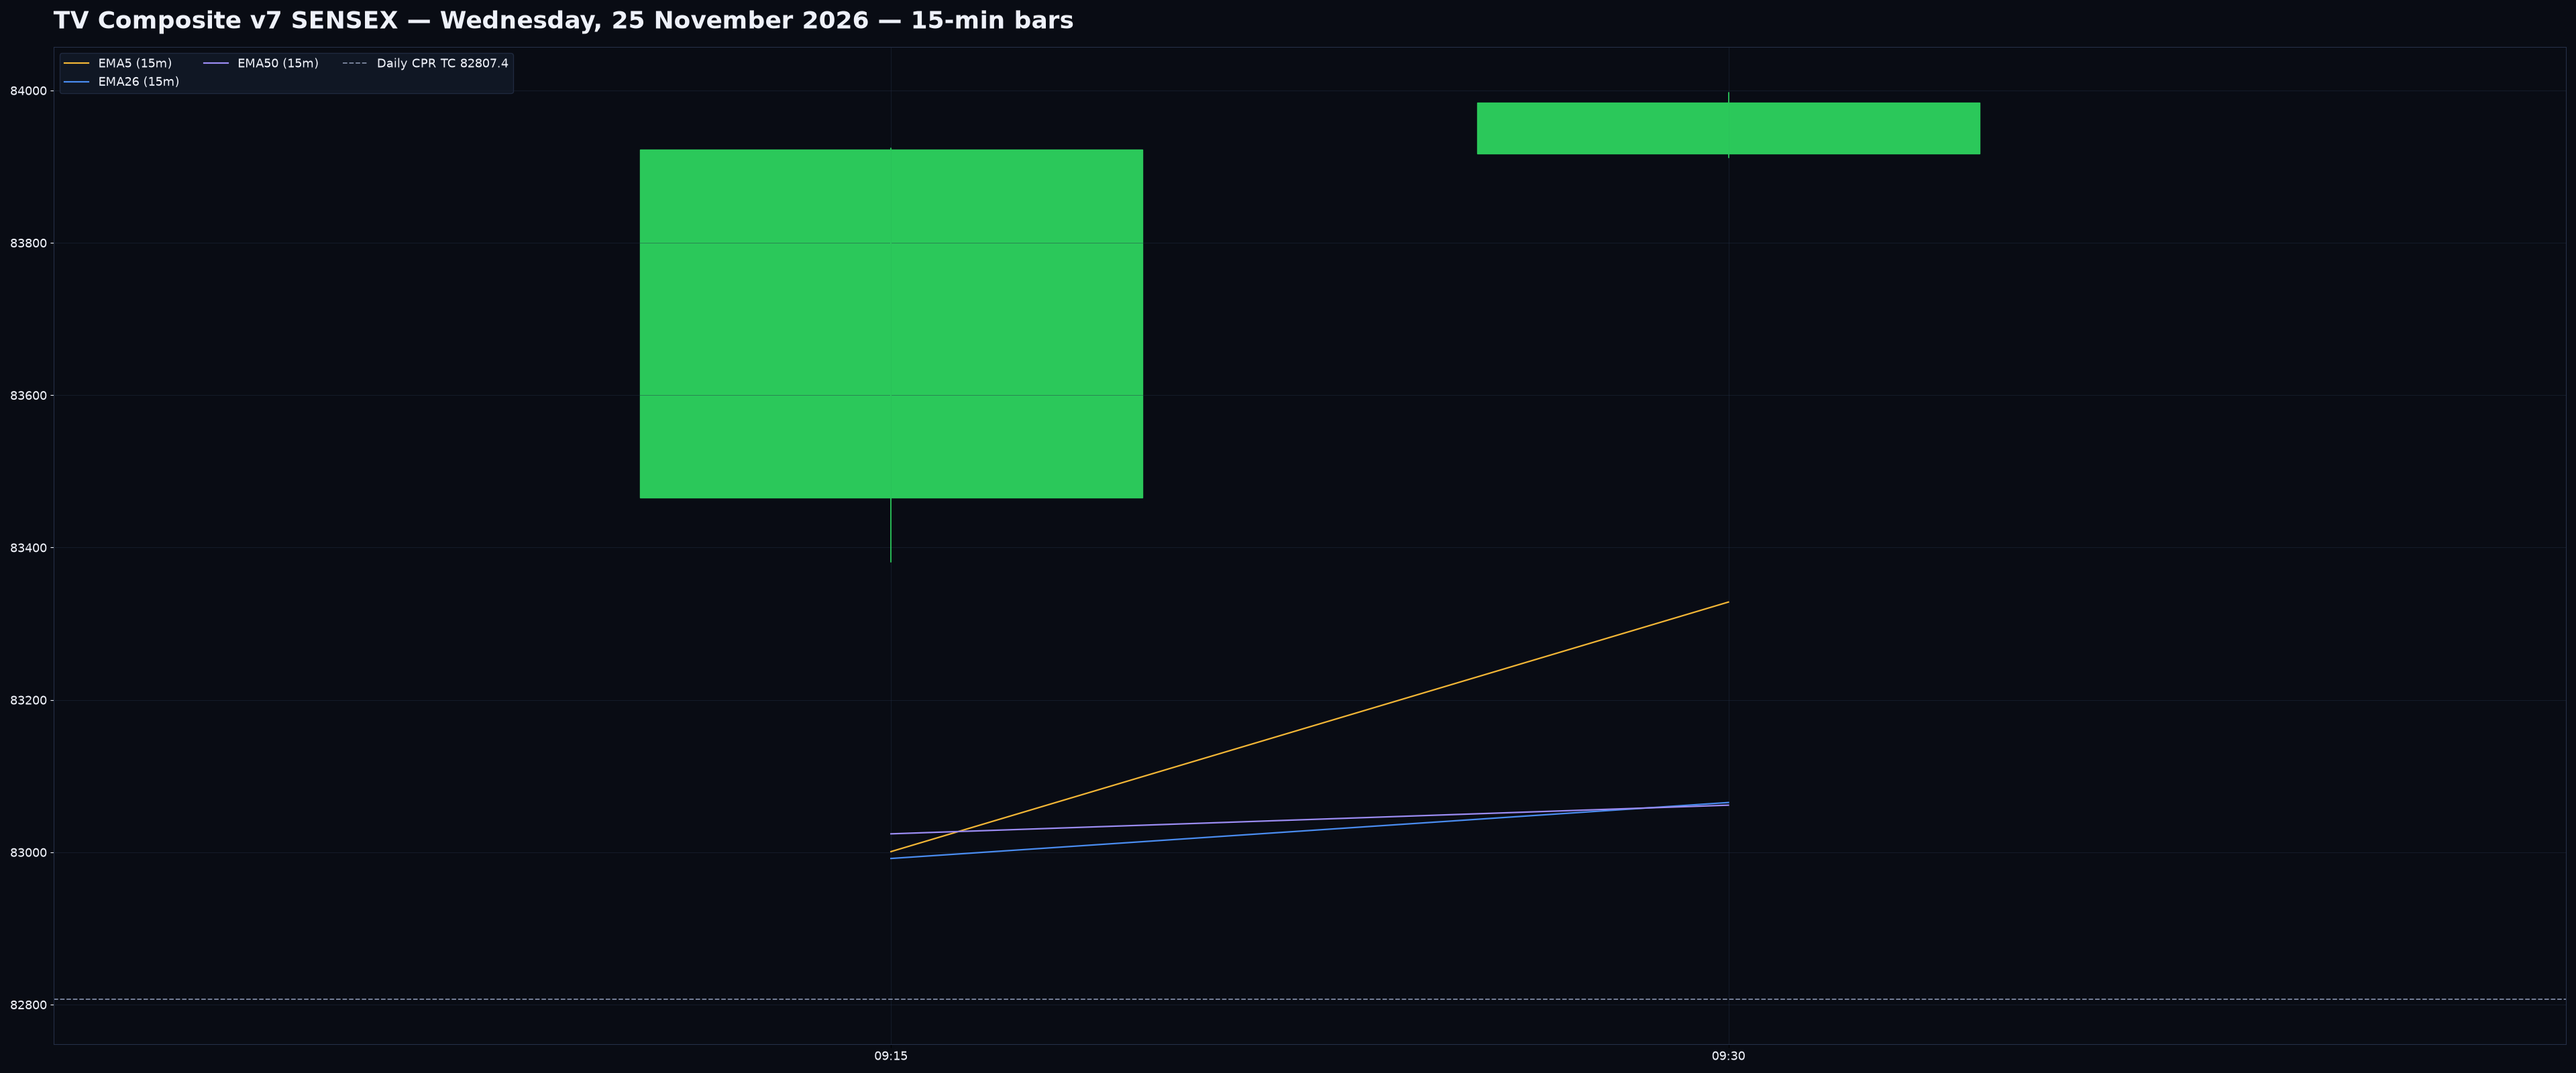 TV Composite v7 SENSEX — Wednesday, 25 November 2026 — 15-min bars
EMA5 (15m) EMA50 (15m) Daily CPR TC 82807.4
EMA26 (15m)
84000
83800
83600
83400
83200
83000
82800
09:15 09:30